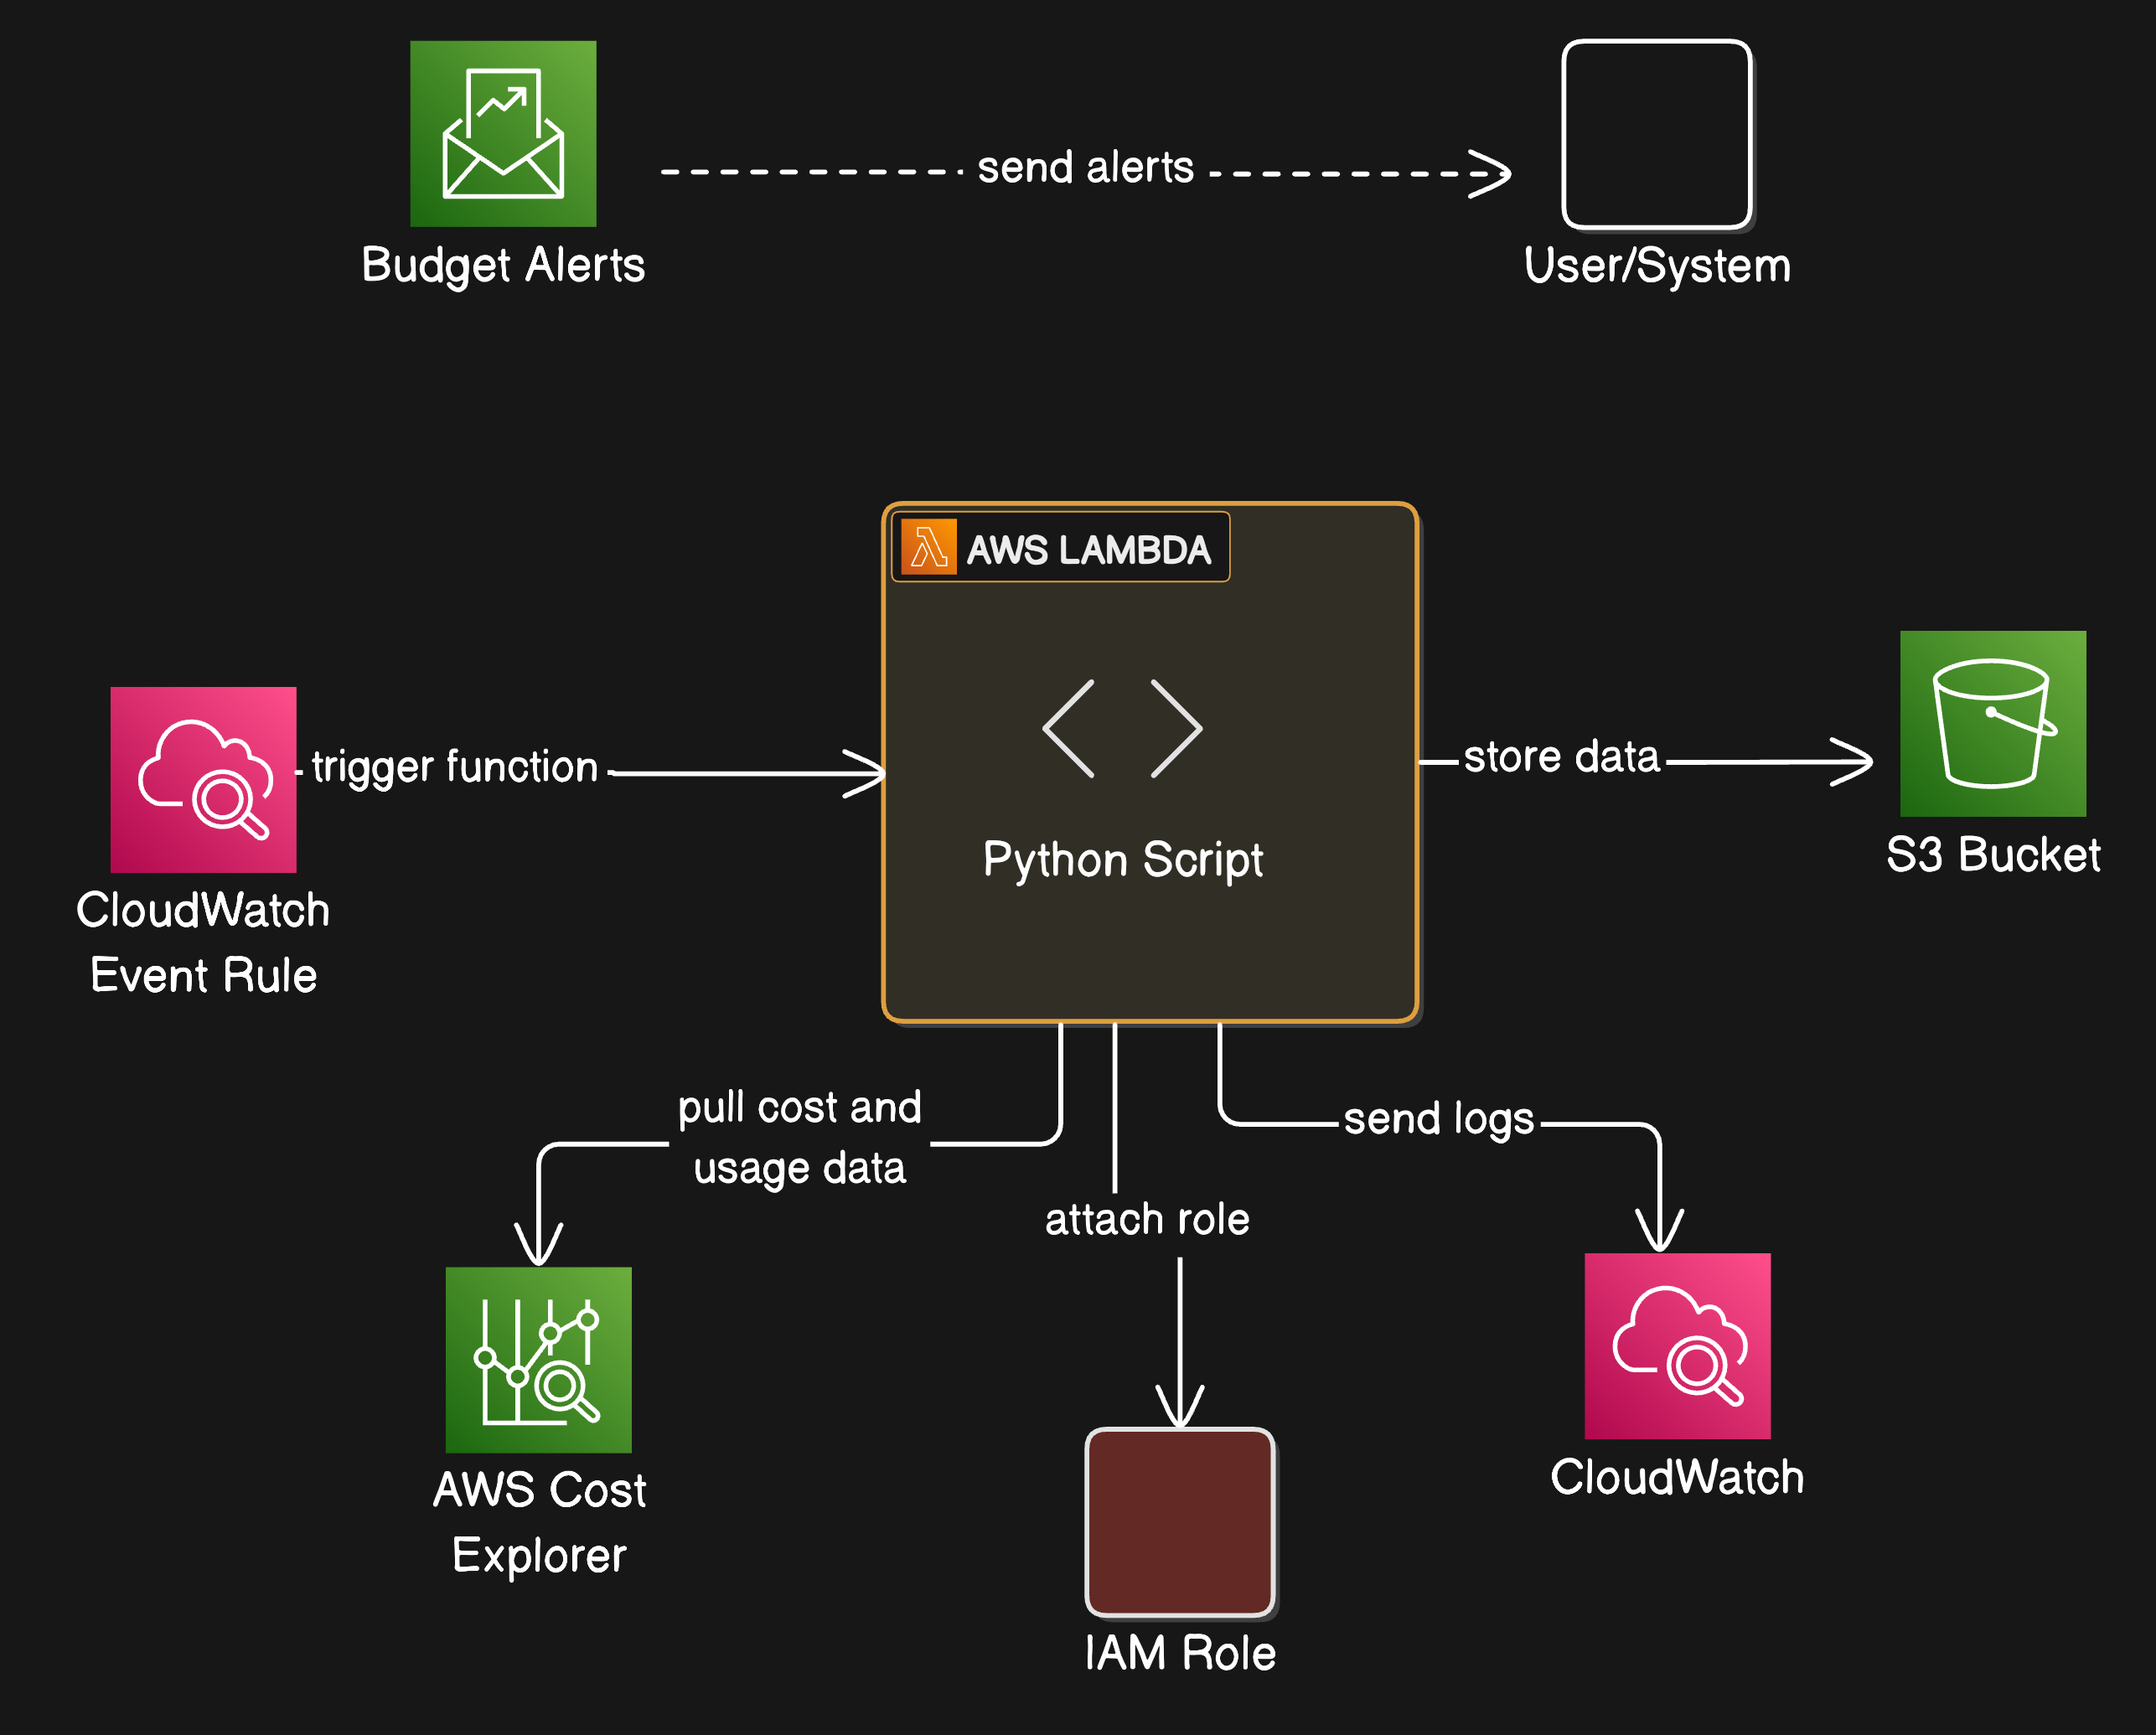 send alerts
Budget Alerts
User/System
AWS LAMBDA
trigger function
store data
Python Script
S3 Bucket
CloudWatch
Event Rule
pull cost and
usage data
send logs
attach role
AWS Cost
Explorer
CloudWatch
IAM Role